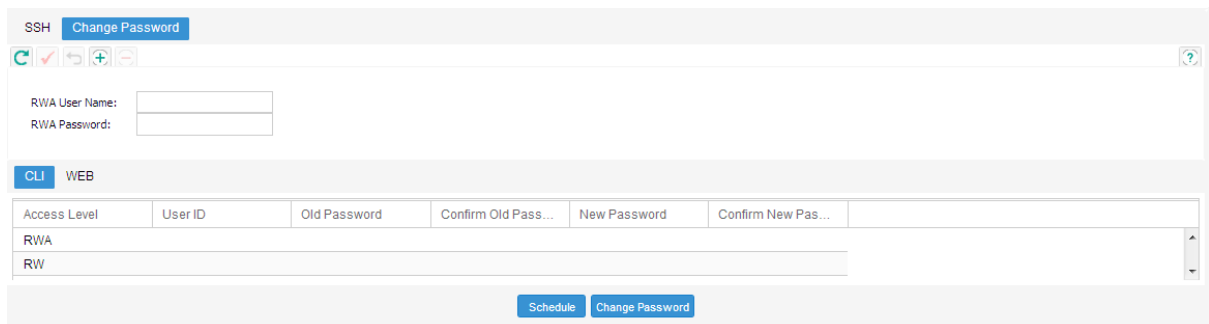 SSH Change Password
?
RWA User Name:
RWA Password:
CLI WEB
Access Level User ID Old Password Confirm Old Pass... New Password Confirm New Pas...
RWA
RW
Schedule Change Password